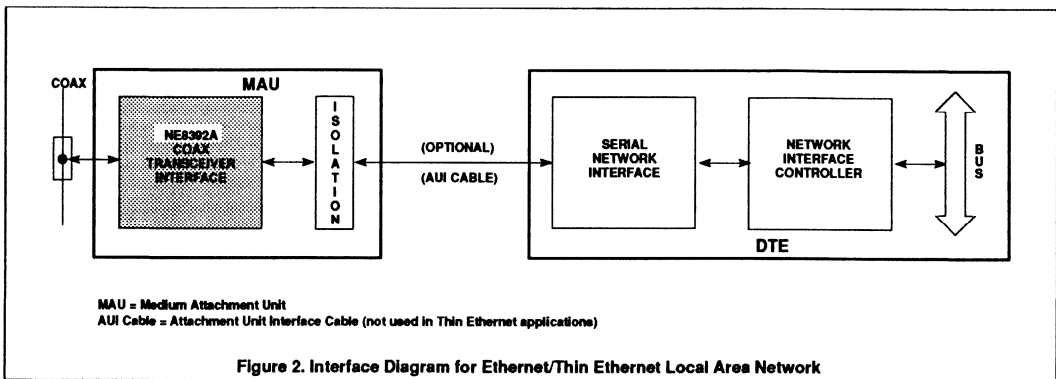 COAX
MAU
NE8392A
COAX
TRANSCEIVER
INTERFACE
ISOLATION
(OPTIONAL)
(AUI CABLE)
SERIAL
NETWORK
INTERFACE
NETWORK
INTERFACE
CONTROLLER
BUS
DTE
MAU = Medium Attachment Unit
AUI Cable = Attachment Unit Interface Cable (not used in Thin Ethernet applications)
Figure 2. Interface Diagram for Ethernet/Thin Ethernet Local Area Network